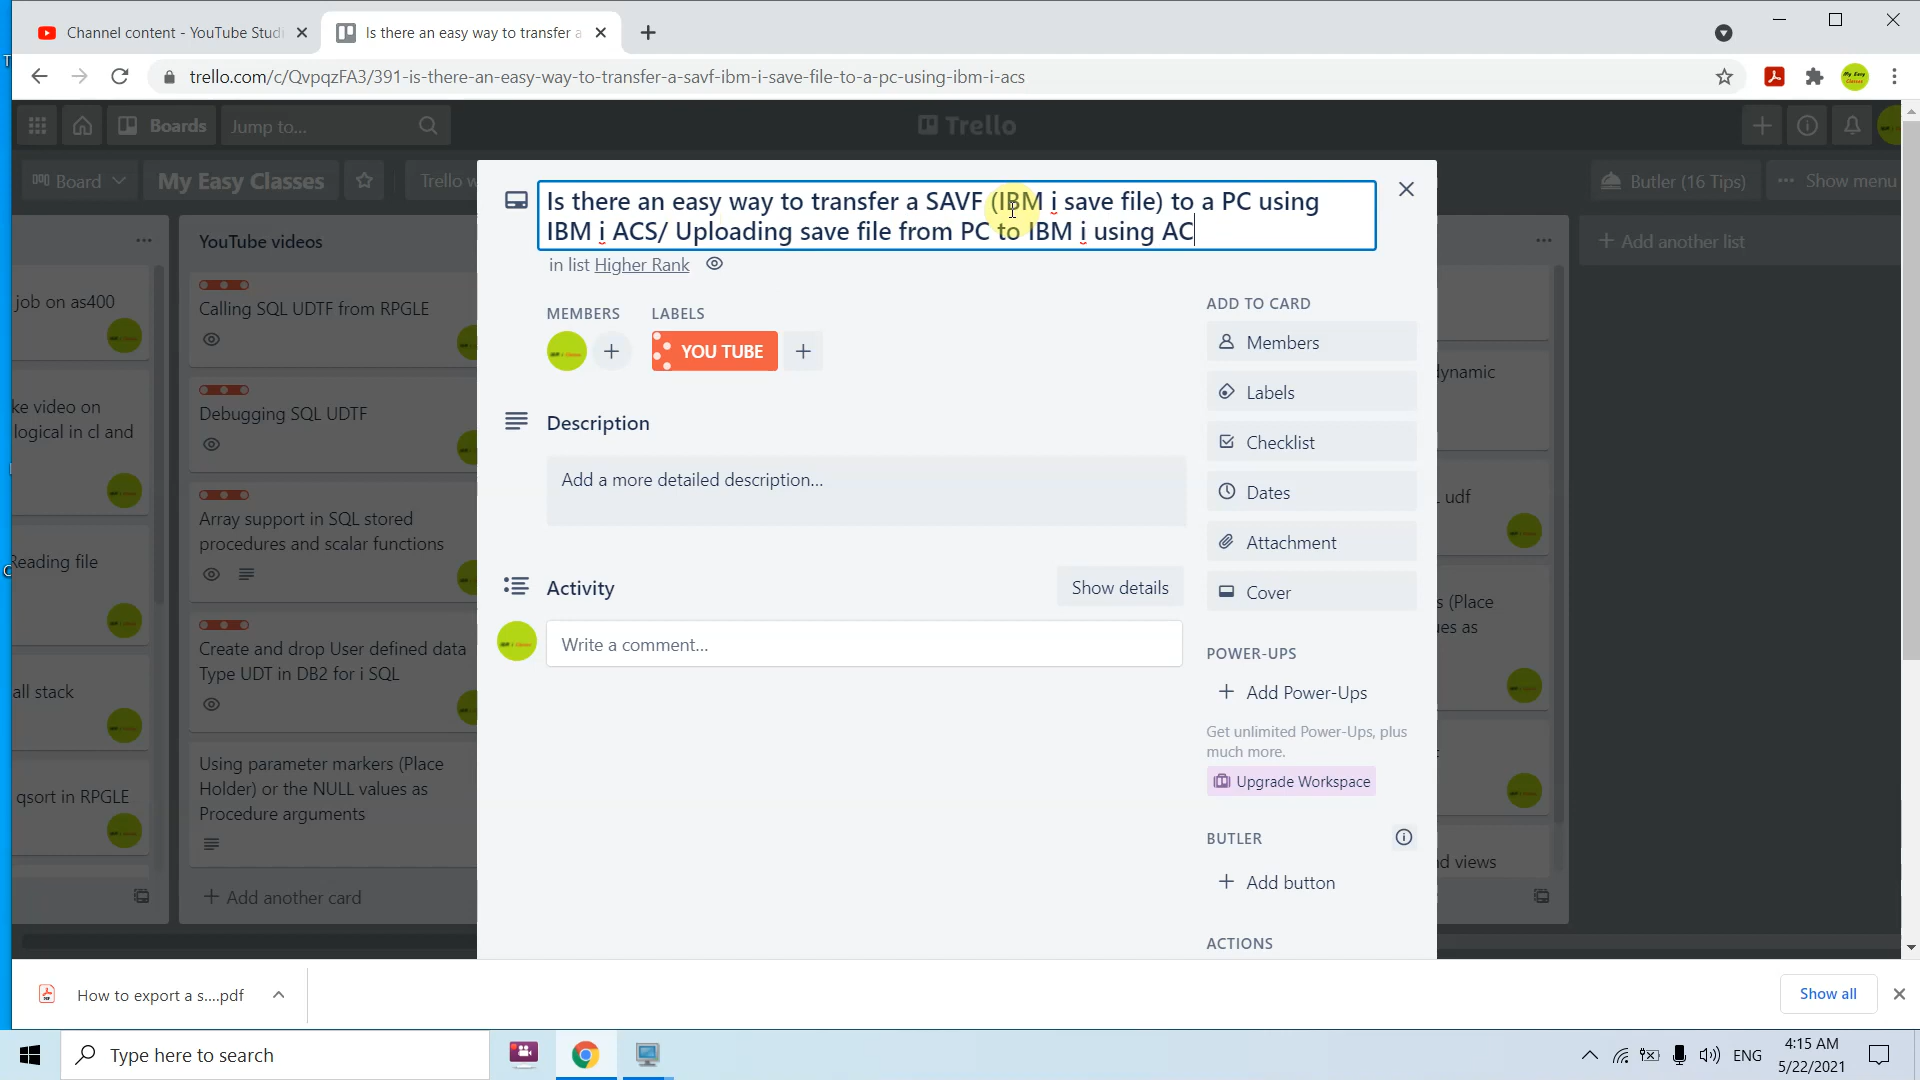 Channel content - YouTube Studi
Is there an easy way to transfer a
trello.com/c/QvpqzFA3/391-is-there-an-easy-way-to-transfer-a-savf-ibm-i-save-file-to-a-pc-using-ibm-i-acs
Boards
Jump to...
Trello
Board
My Easy Classes
Trello w
Butler (16 Tips)
Show menu
job on as400
ke video on
logical in cl and
Reading file
all stack
qsort in RPGLE
YouTube videos
Calling SQL UDTF from RPGLE
Debugging SQL UDTF
Array support in SQL stored
procedures and scalar functions
Create and drop User defined data
Type UDT in DB2 for i SQL
Using parameter markers (Place
Holder) or the NULL values as
Procedure arguments
Add another card
Is there an easy way to transfer a SAVF (IBM i save file) to a PC using
IBM i ACS/ Uploading save file from PC to IBM i using AC
in list Higher Rank
MEMBERS
LABELS
YOU TUBE
Description
Add a more detailed description...
Activity
Show details
Write a comment...
ADD TO CARD
Members
Labels
Checklist
Dates
Attachment
Cover
POWER-UPS
Add Power-Ups
Get unlimited Power-Ups, plus
much more.
Upgrade Workspace
BUTLER
Add button
ACTIONS
dynamic
udf
s (Place
ues as
d views
Add another list
How to export a s....pdf
Show all
Type here to search
ENG
4:15 AM
5/22/2021